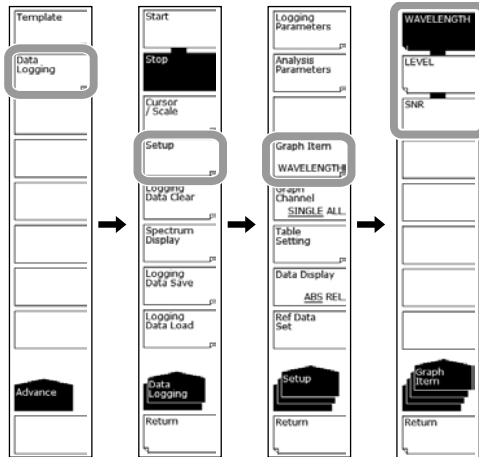 Template
Data
Logging
Advance
Start
Stop
Cursor
/ Scale
Setup
Logging
Data Clear
Spectrum
Display
Logging
Data Save
Logging
Data Load
Data
Logging
Return
Logging
Parameters
Analysis
Parameters
Graph Item
WAVELENGTH
Graph
Channel
SINGLE ALL
Table
Setting
Data Display
ABS REL
Ref Data
Set
Setup
Return
WAVELENGTH
LEVEL
SNR
Graph
Item
Return